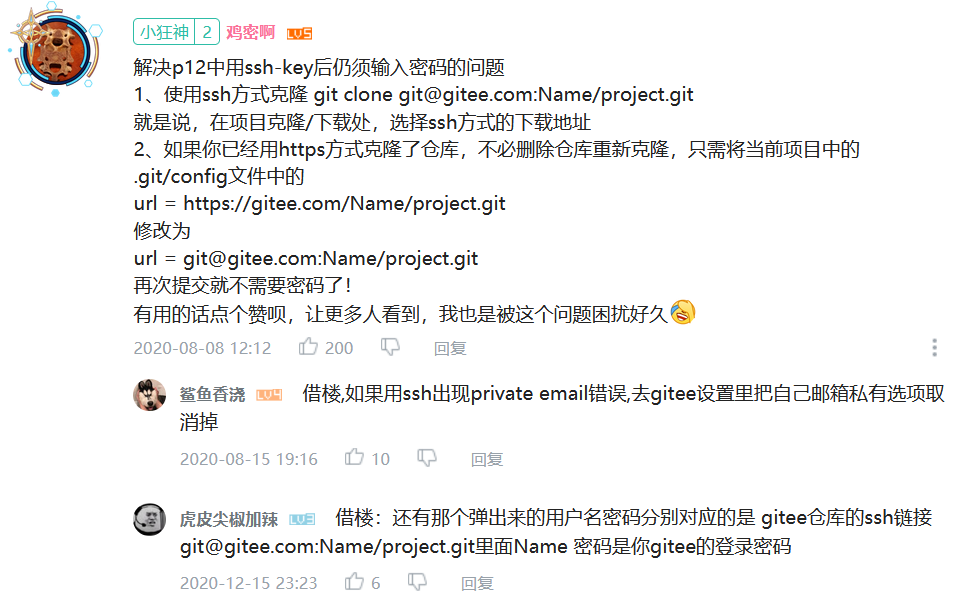 小狂神 2 鸡密啊 LV5
解决p12中用ssh-key后仍须输入密码的问题
1、使用ssh方式克隆 git clone git@gitee.com:Name/project.git
就是说，在项目克隆/下载处，选择ssh方式的下载地址
2、如果你已经用https方式克隆了仓库，不必删除仓库重新克隆，只需将当前项目中的
.git/config文件中的
url = https://gitee.com/Name/project.git
修改为
url = git@gitee.com:Name/project.git
再次提交就不需要密码了!
有用的话点个赞呗，让更多人看到，我也是被这个问题困扰好久
2020-08-08 12:12 200 回复
鲨鱼香浇 LV4 借楼,如果用ssh出现private email错误,去gitee设置里把自己邮箱私有选项取
消掉
2020-08-15 19:16 10 回复
虎皮尖椒加辣 LV3 借楼：还有那个弹出来的用户名密码分别对应的是 gitee仓库的ssh链接
git@gitee.com:Name/project.git里面Name 密码是你gitee的登录密码
2020-12-15 23:23 6 回复